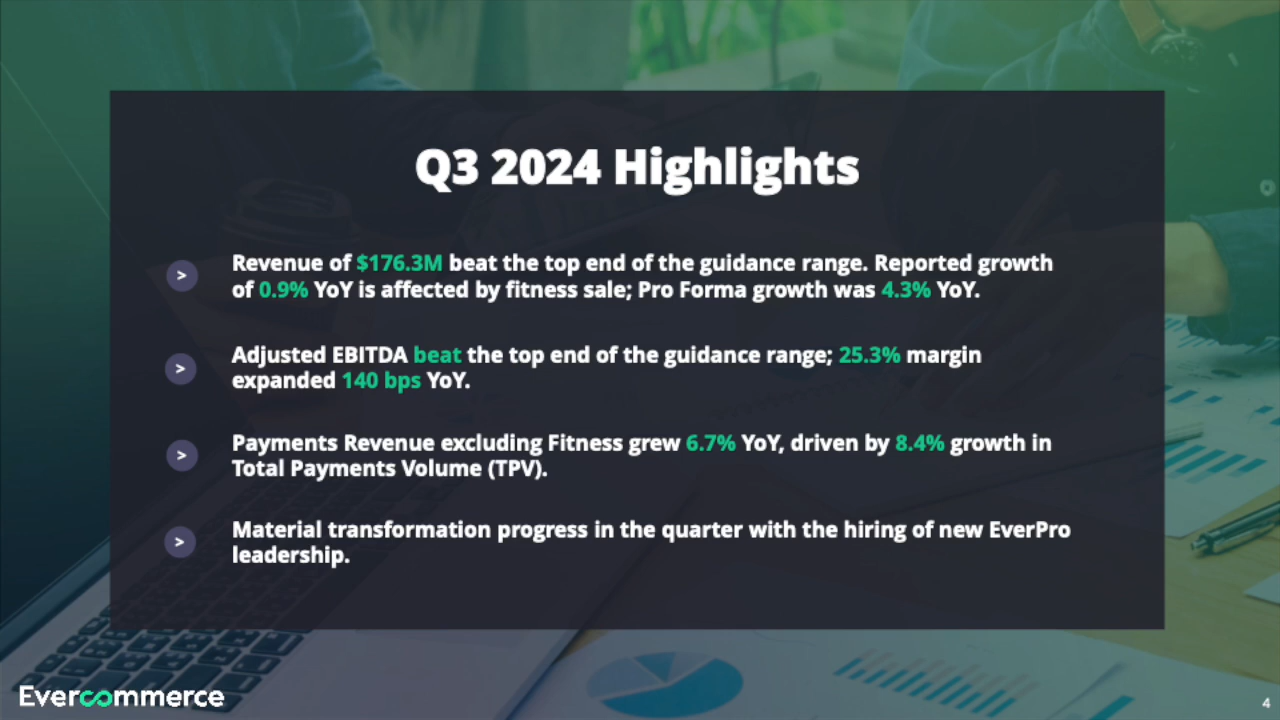 Q3 2024 Highlights
> Revenue of $176.3M beat the top end of the guidance range. Reported growth
of 0.9% YoY is affected by fitness sale; Pro Forma growth was 4.3% YoY.
> Adjusted EBITDA beat the top end of the guidance range; 25.3% margin
expanded 140 bps YoY.
> Payments Revenue excluding Fitness grew 6.7% YoY, driven by 8.4% growth in
Total Payments Volume (TPV).
> Material transformation progress in the quarter with the hiring of new EverPro
leadership.
Evercommerce
4